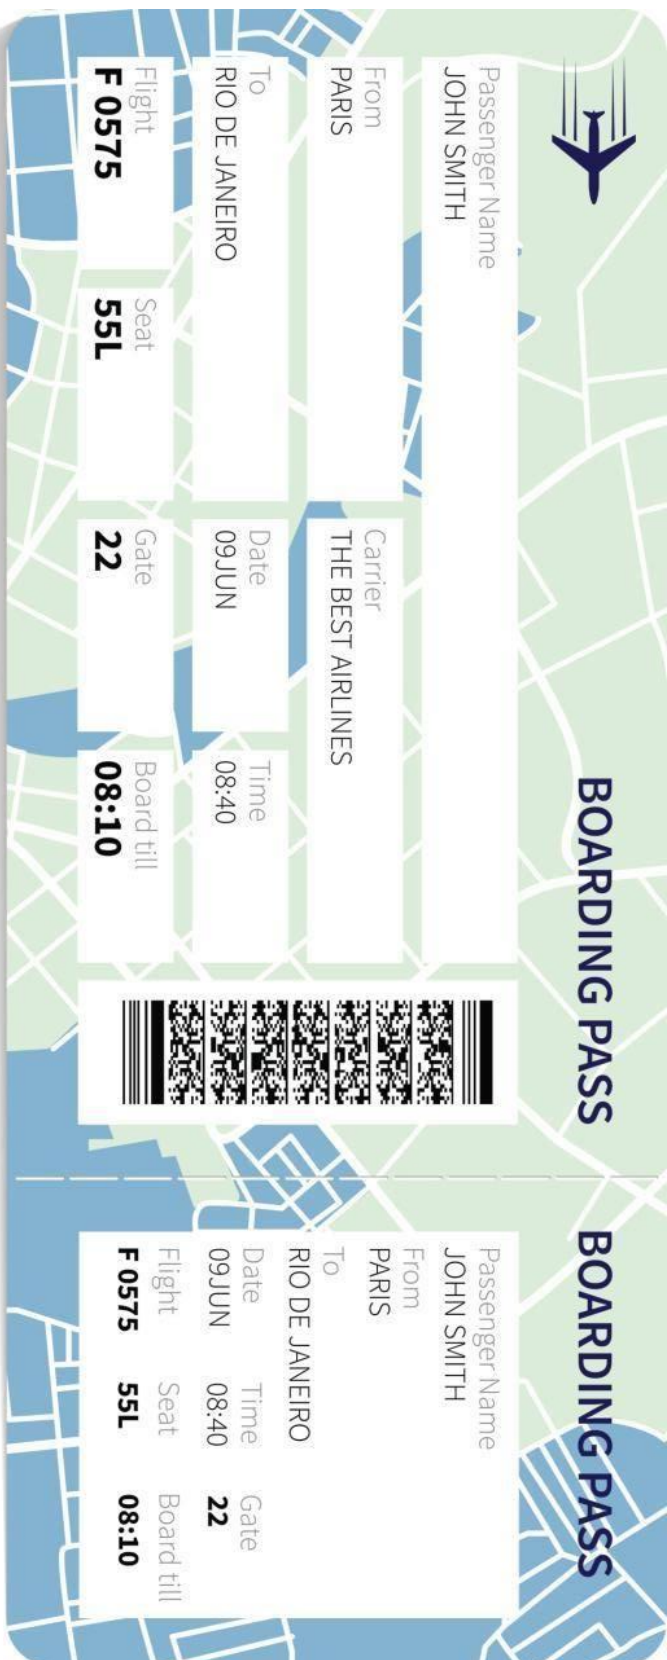 BOARDING PASS
Passenger Name
JOHN SMITH
From
PARIS
Carrier
THE BEST AIRLINES
To
RIO DE JANEIRO
Date
09JUN
Time
08:40
Flight
F 0575
Seat
55L
Gate
22
Board till
08:10
BOARDING PASS
Passenger Name
JOHN SMITH
From
PARIS
To
RIO DE JANEIRO
Date Time Gate
09JUN 08:40 22
Flight Seat Board till
F 0575 55L 08:10